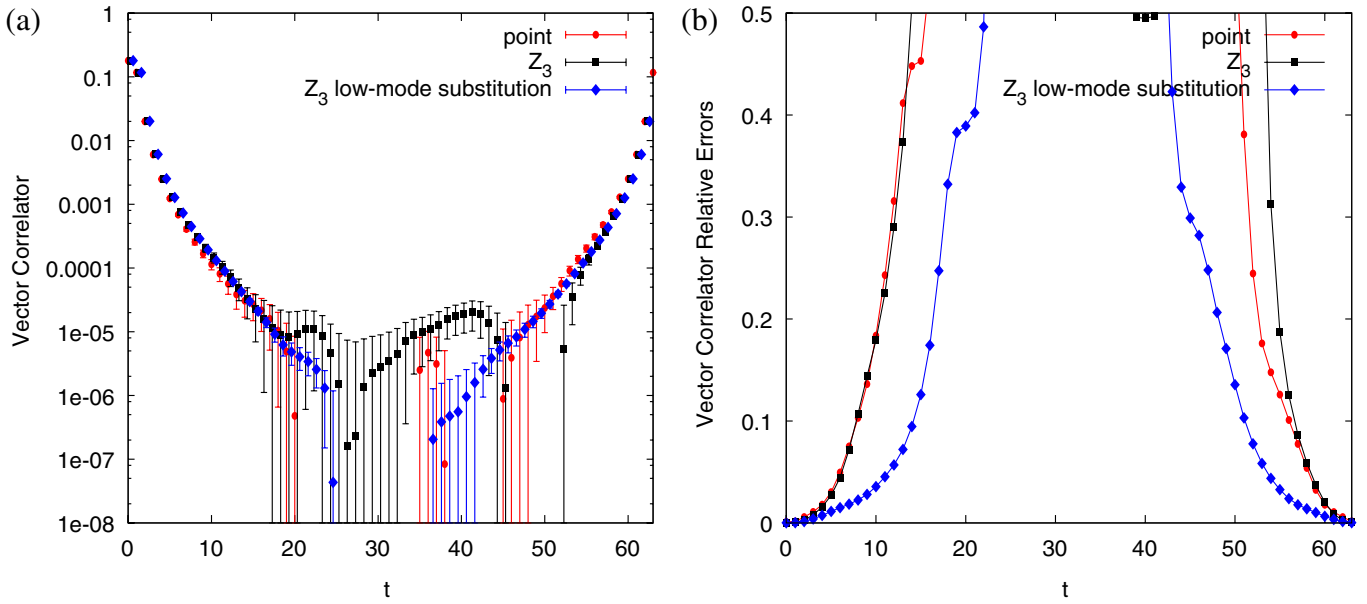 (a)
Vector Correlator
1
0.1
0.01
0.001
0.0001
1e-05
1e-06
1e-07
1e-08
0 10 20 30 40 50 60
t
point
Z3
Z3 low-mode substitution
(b)
Vector Correlator Relative Errors
0.5
0.4
0.3
0.2
0.1
0
0 10 20 30 40 50 60
t
point
Z3
Z3 low-mode substitution